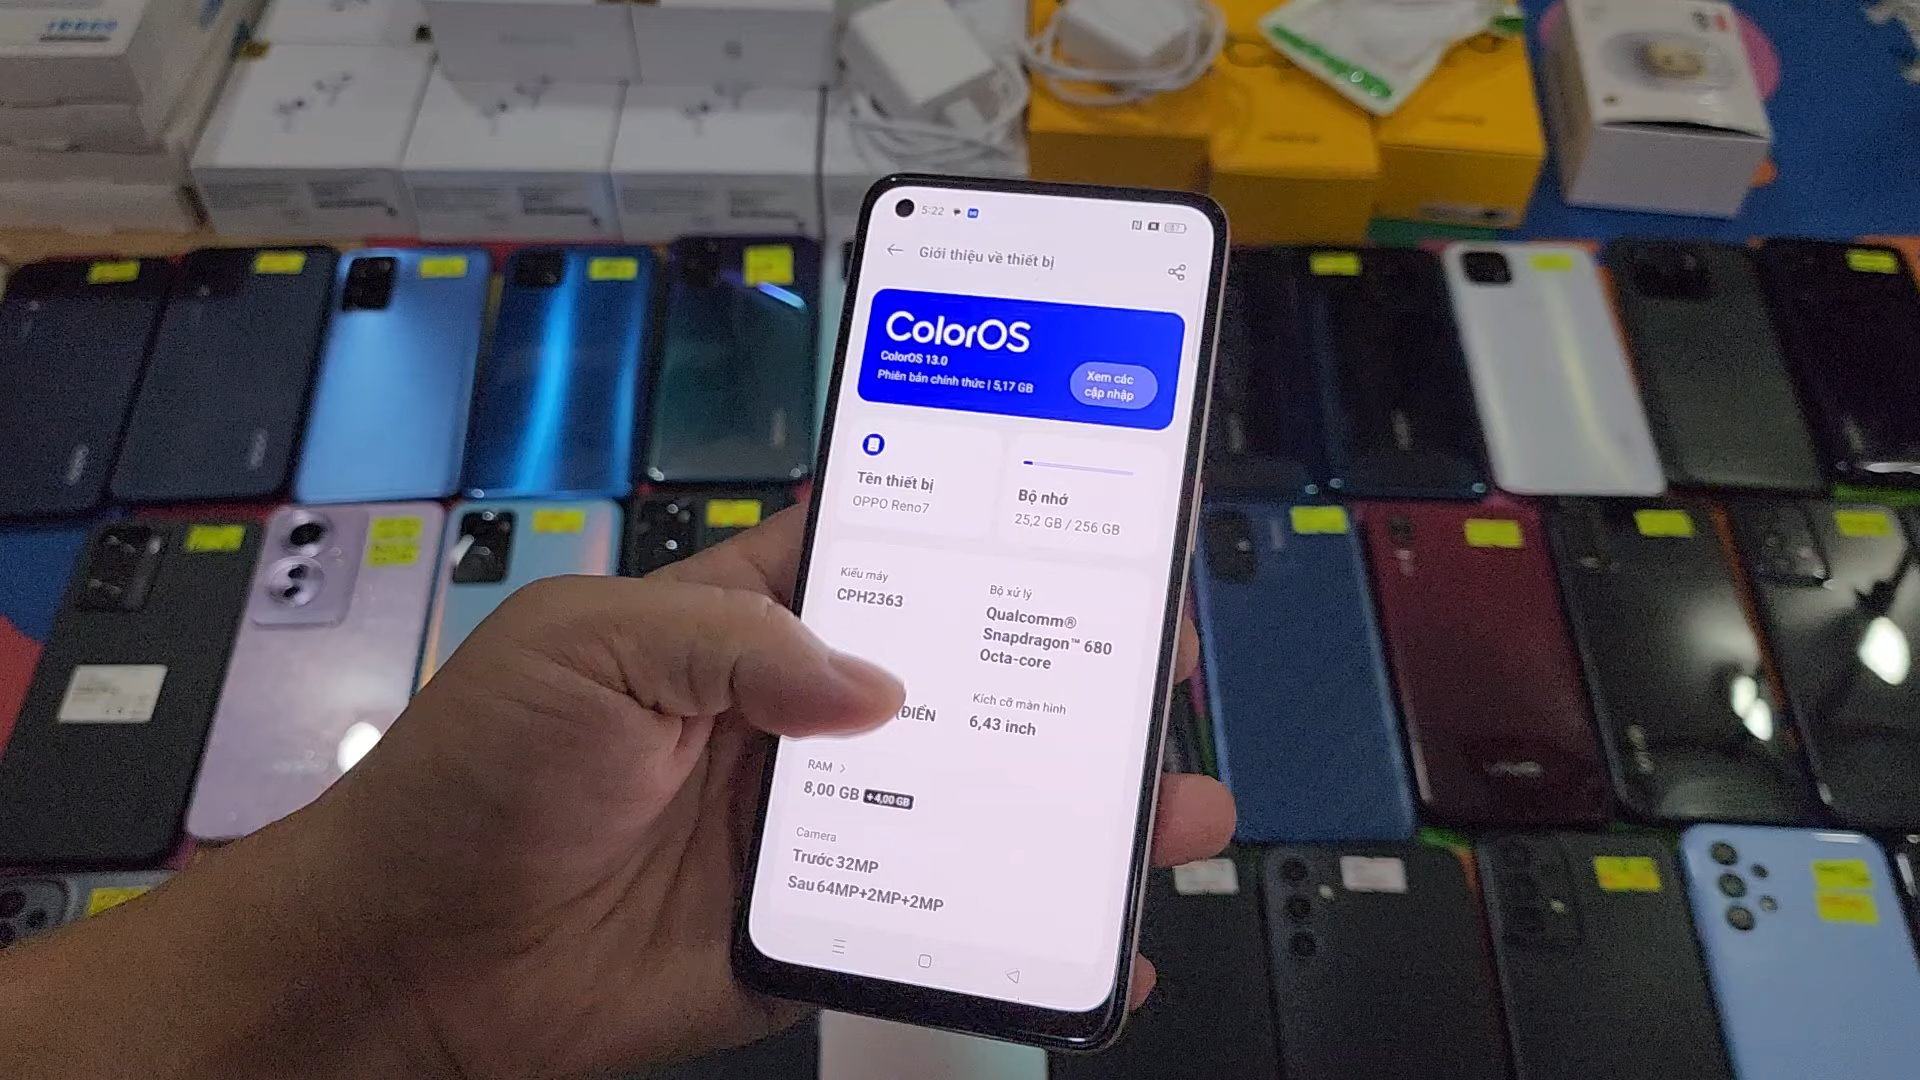 5:22
Giới thiệu về thiết bị
ColorOS
ColorOS 13.0
Phiên bản chính thức | 5,17 GB
Xem các
cập nhập
Tên thiết bị
OPPO Reno7
Bộ nhớ
25,2 GB / 256 GB
Kiểu máy
CPH2363
Bộ xử lý
Qualcomm®
Snapdragon™ 680
Octa-core
(ĐIỂN
Kích cỡ màn hình
6,43 inch
RAM >
8,00 GB +4,00 GB
Camera
Trước 32MP
Sau 64MP+2MP+2MP